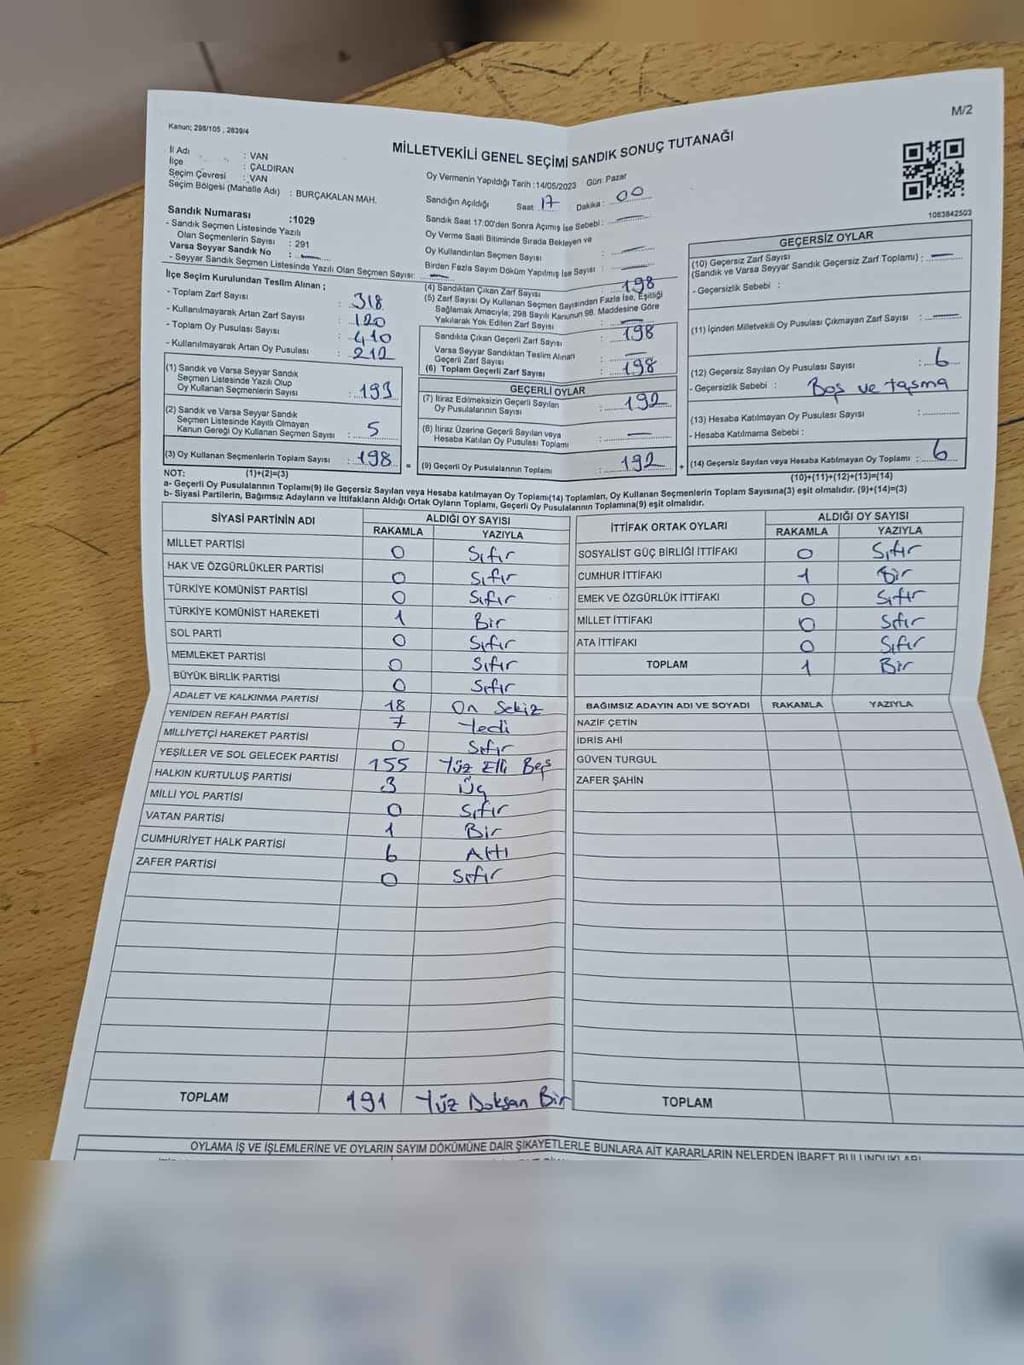 M/2
Kanun; 298/105 , 2839/4
MİLLETVEKİLİ GENEL SEÇİMİ SANDIK SONUÇ TUTANAĞI
İl Adı : VAN
İlçe : ÇALDIRAN
Seçim Çevresi : VAN
Seçim Bölgesi (Mahalle Adı) : BURÇAKALAN MAH.
Sandık Numarası :1029
- Sandık Seçmen Listesinde Yazılı
Olan Seçmenlerin Sayısı : 291
Varsa Seyyar Sandık No : —
- Seyyar Sandık Seçmen Listesinde Yazılı Olan Seçmen Sayısı: —
Oy Vermenin Yapıldığı Tarih :14/05/2023 Gün: Pazar
Sandığın Açıldığı Saat 17 Dakika : 00
Sandık Saat 17:00'den Sonra Açımış İse Sebebi : —
Oy Verme Saati Bitiminde Sırada Bekleyen ve
Oy Kullandırılan Seçmen Sayısı : —
Birden Fazla Sayım Döküm Yapılmış İse Sayısı : —
1083842503
İlçe Seçim Kurulundan Teslim Alınan ;
- Toplam Zarf Sayısı : 318
- Kullanılmayarak Artan Zarf Sayısı : 120
- Toplam Oy Pusulası Sayısı : 410
- Kullanılmayarak Artan Oy Pusulası : 212
(1) Sandık ve Varsa Seyyar Sandık
Seçmen Listesinde Yazılı Olup
Oy Kullanan Seçmenlerin Sayısı : 193
(2) Sandık ve Varsa Seyyar Sandık
Seçmen Listesinde Kayıtlı Olmayan
Kanun Gereği Oy Kullanan Seçmen Sayısı : 5
(3) Oy Kullanan Seçmenlerin Toplam Sayısı : 198
(1)+(2)=(3)
(4) Sandıktan Çıkan Zarf Sayısı : 198
(5) Zarf Sayısı Oy Kullanan Seçmen Sayısından Fazla İse, Eşitliği
Sağlamak Amacıyla; 298 Sayılı Kanunun 98. Maddesine Göre
Yakılarak Yok Edilen Zarf Sayısı : —
Sandıkta Çıkan Geçerli Zarf Sayısı : 198
Varsa Seyyar Sandıktan Teslim Alınan
Geçerli Zarf Sayısı : —
(6) Toplam Geçerli Zarf Sayısı : 198
GEÇERLİ OYLAR
(7) İtiraz Edilmeksizin Geçerli Sayılan
Oy Pusulalarının Sayısı : 192
(8) İtiraz Üzerine Geçerli Sayılan veya
Hesaba Katılan Oy Pusulası Toplamı : —
= (9) Geçerli Oy Pusulalarının Toplamı : 192 +
GEÇERSİZ OYLAR
(10) Geçersiz Zarf Sayısı
(Sandık ve Varsa Seyyar Sandık Geçersiz Zarf Toplamı) : —
- Geçersizlik Sebebi :
(11) İçinden Milletvekili Oy Pusulası Çıkmayan Zarf Sayısı : —
(12) Geçersiz Sayılan Oy Pusulası Sayısı : 6
- Geçersizlik Sebebi : Boş ve taşma
(13) Hesaba Katılmayan Oy Pusulası Sayısı :
- Hesaba Katılmama Sebebi :
(14) Geçersiz Sayılan veya Hesaba Katılmayan Oy Toplamı : 6
(10)+(11)+(12)+(13)=(14)
NOT:
a- Geçerli Oy Pusulasının Toplamı(9) ile Geçersiz Sayılan veya Hesaba katılmayan Oy Toplamı(14) Toplamları, Oy Kullanan Seçmenlerin Toplam Sayısına(3) eşit olmalıdır. (9)+(14)=(3)
b- Siyasi Partilerin, Bağımsız Adayların ve İttifakların Aldığı Ortak Oyların Toplamı, Geçerli Oy Pusulasının Toplamına(9) eşit olmalıdır.
SİYASİ PARTİNİN ADI ALDIĞI OY SAYISI
RAKAMLA YAZIYLA
MİLLET PARTİSİ 0 Sıfır
HAK VE ÖZGÜRLÜKLER PARTİSİ 0 Sıfır
TÜRKİYE KOMÜNİST PARTİSİ 0 Sıfır
TÜRKİYE KOMÜNİST HAREKETİ 1 Bir
SOL PARTİ 0 Sıfır
MEMLEKET PARTİSİ 0 Sıfır
BÜYÜK BİRLİK PARTİSİ 0 Sıfır
ADALET VE KALKINMA PARTİSİ 18 On Sekiz
YENİDEN REFAH PARTİSİ 7 Yedi
MİLLİYETÇİ HAREKET PARTİSİ 0 Sıfır
YEŞİLLER VE SOL GELECEK PARTİSİ 155 Yüz Elli Beş
HALKIN KURTULUŞ PARTİSİ 3 Üç
MİLLİ YOL PARTİSİ 0 Sıfır
VATAN PARTİSİ 1 Bir
CUMHURİYET HALK PARTİSİ 6 Altı
ZAFER PARTİSİ 0 Sıfır
TOPLAM 191 Yüz Doksan Bir
İTTİFAK ORTAK OYLARI ALDIĞI OY SAYISI
RAKAMLA YAZIYLA
SOSYALİST GÜÇ BİRLİĞİ İTTİFAKI 0 Sıfır
CUMHUR İTTİFAKI 1 Bir
EMEK VE ÖZGÜRLÜK İTTİFAKI 0 Sıfır
MİLLET İTTİFAKI 0 Sıfır
ATA İTTİFAKI 0 Sıfır
TOPLAM 1 Bir
BAĞIMSIZ ADAYIN ADI VE SOYADI RAKAMLA YAZIYLA
NAZİF ÇETİN
İDRİS AHİ
GÜVEN TURGUL
ZAFER ŞAHİN
TOPLAM
OYLAMA İŞ VE İŞLEMLERİNE VE OYLARIN SAYIM DÖKÜMÜNE DAİR ŞİKAYETLERLE BUNLARA AİT KARARLARIN NELERDEN İBARET BULUNDUKLARI